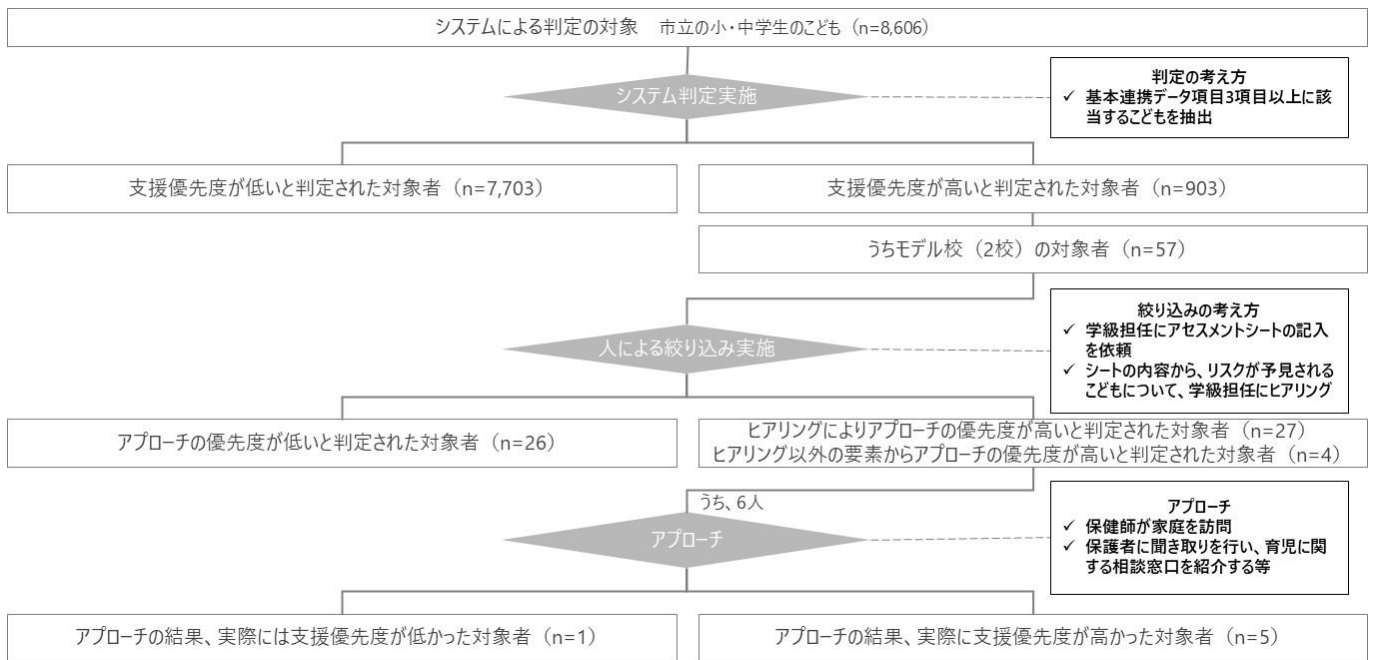 システムによる判定の対象　市立の小・中学生のこども（n=8,606）
システム判定実施
判定の考え方
✓ 基本連携データ項目3項目以上に該
当するこどもを抽出
支援優先度が低いと判定された対象者（n=7,703）
支援優先度が高いと判定された対象者（n=903）
うちモデル校（2校）の対象者（n=57）
人による絞り込み実施
絞り込みの考え方
✓ 学級担任にアセスメントシートの記入
を依頼
✓ シートの内容から、リスクが予見される
こどもについて、学級担任にヒアリング
アプローチの優先度が低いと判定された対象者（n=26）
ヒアリングによりアプローチの優先度が高いと判定された対象者（n=27）
ヒアリング以外の要素からアプローチの優先度が高いと判定された対象者（n=4）
うち、6人
アプローチ
アプローチ
✓ 保健師が家庭を訪問
✓ 保護者に聞き取りを行い、育児に関
する相談窓口を紹介する等
アプローチの結果、実際には支援優先度が低かった対象者（n=1）
アプローチの結果、実際に支援優先度が高かった対象者（n=5）